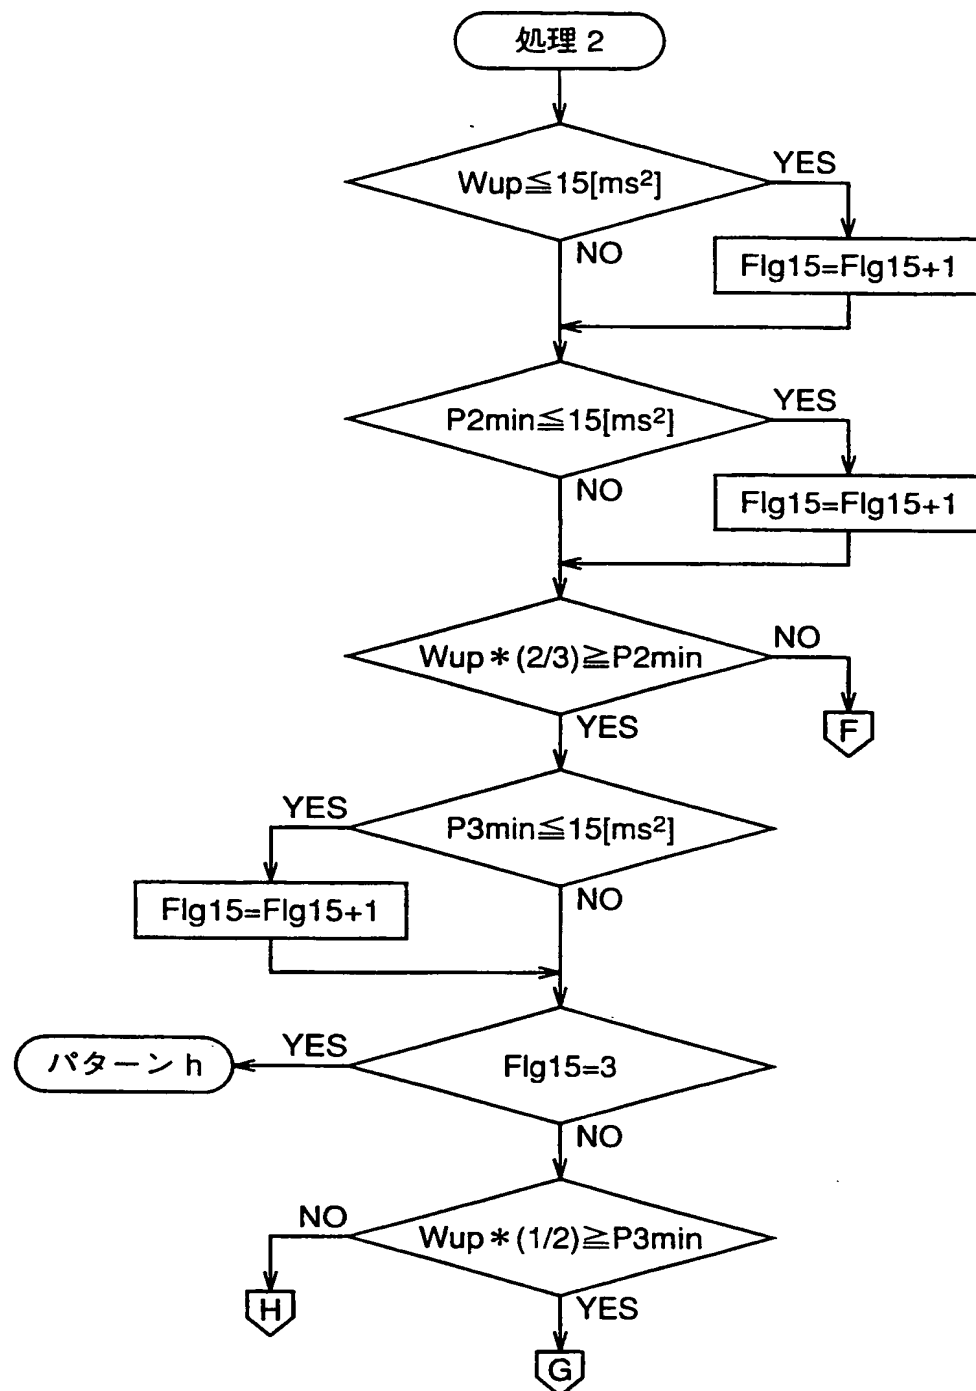 処理 2
Wup≦15[ms²]
YES
NO
Flg15=Flg15+1
P2min≦15[ms²]
YES
NO
Flg15=Flg15+1
Wup*(2/3)≧P2min
NO
YES
F
YES
P3min≦15[ms²]
Flg15=Flg15+1
NO
パターン h
YES
Flg15=3
NO
NO
Wup*(1/2)≧P3min
H
YES
G